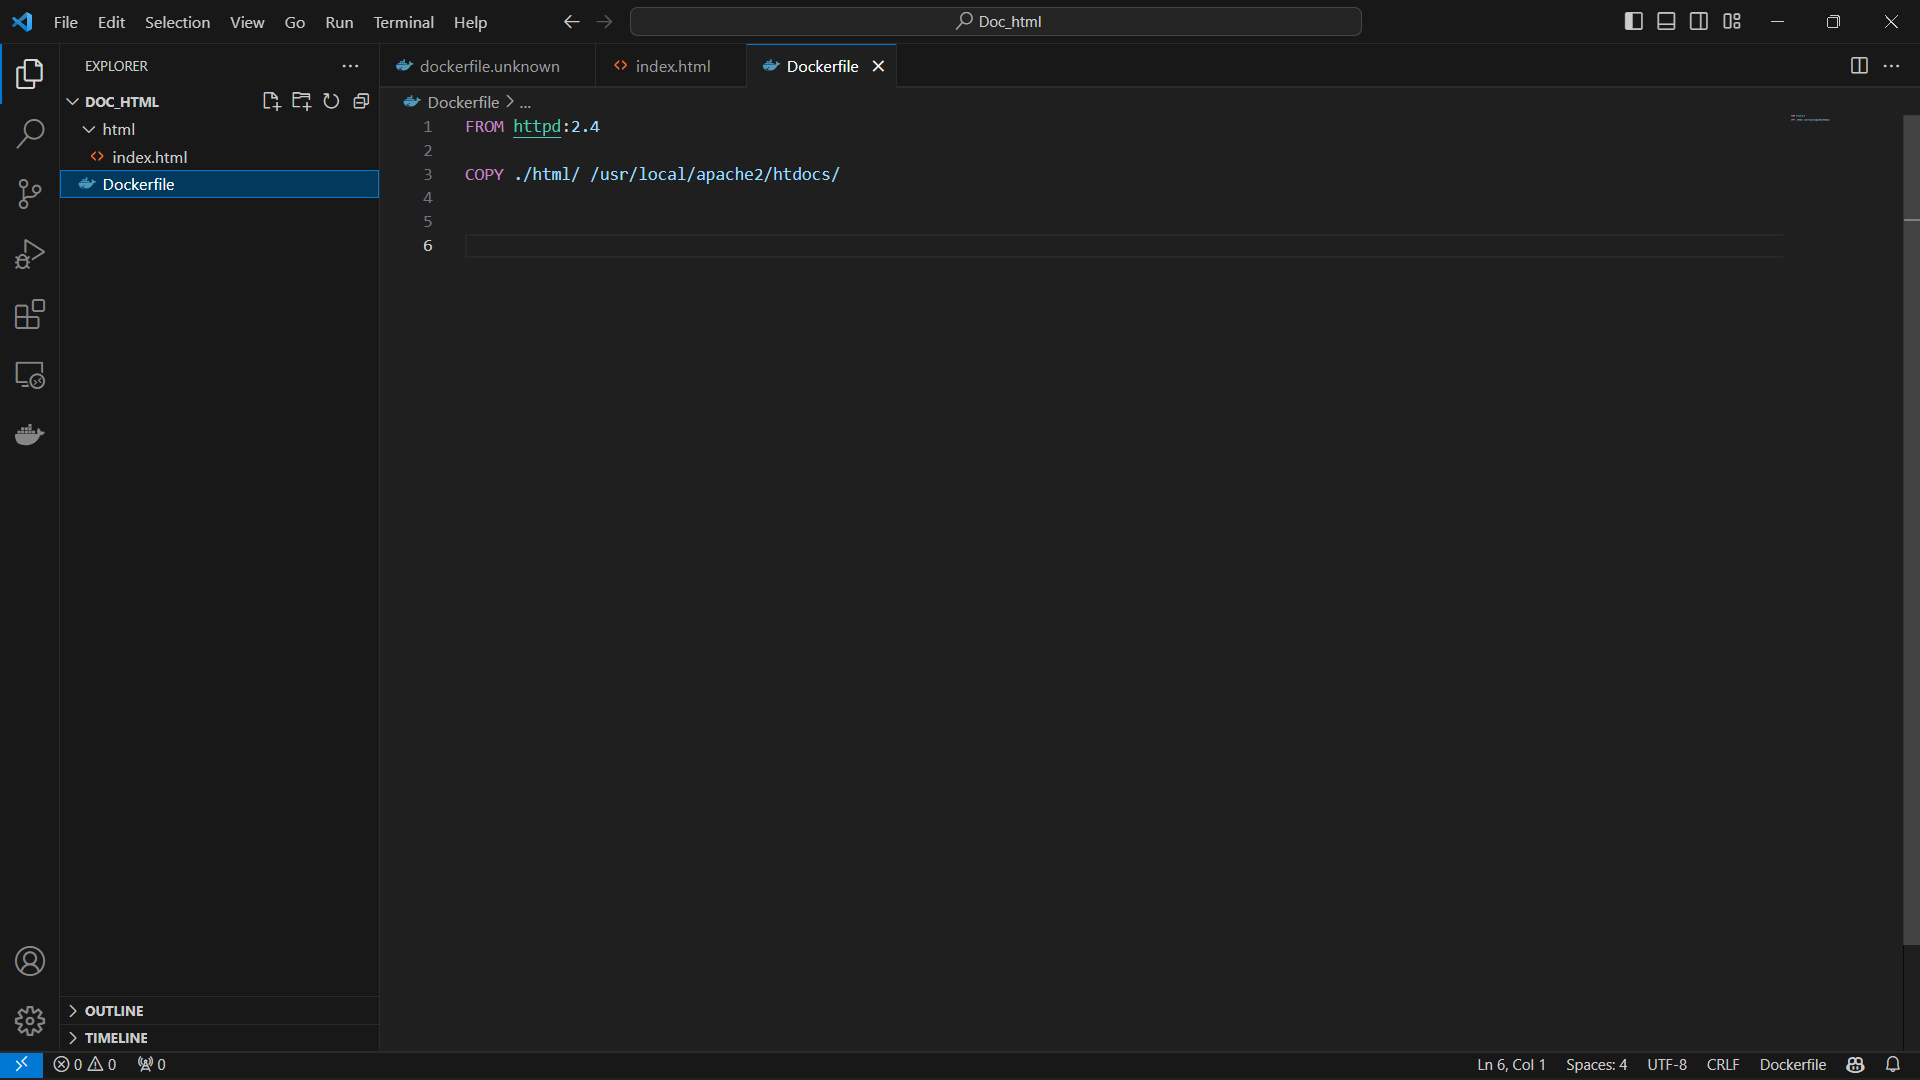 File Edit Selection View Go Run Terminal Help
Doc_html
EXPLORER
dockerfile.unknown
index.html
Dockerfile
DOC_HTML
html
index.html
Dockerfile
Dockerfile > ...
1 FROM httpd:2.4
2
3 COPY ./html/ /usr/local/apache2/htdocs/
4
5
6
OUTLINE
TIMELINE
0 0 0
Ln 6, Col 1 Spaces: 4 UTF-8 CRLF Dockerfile